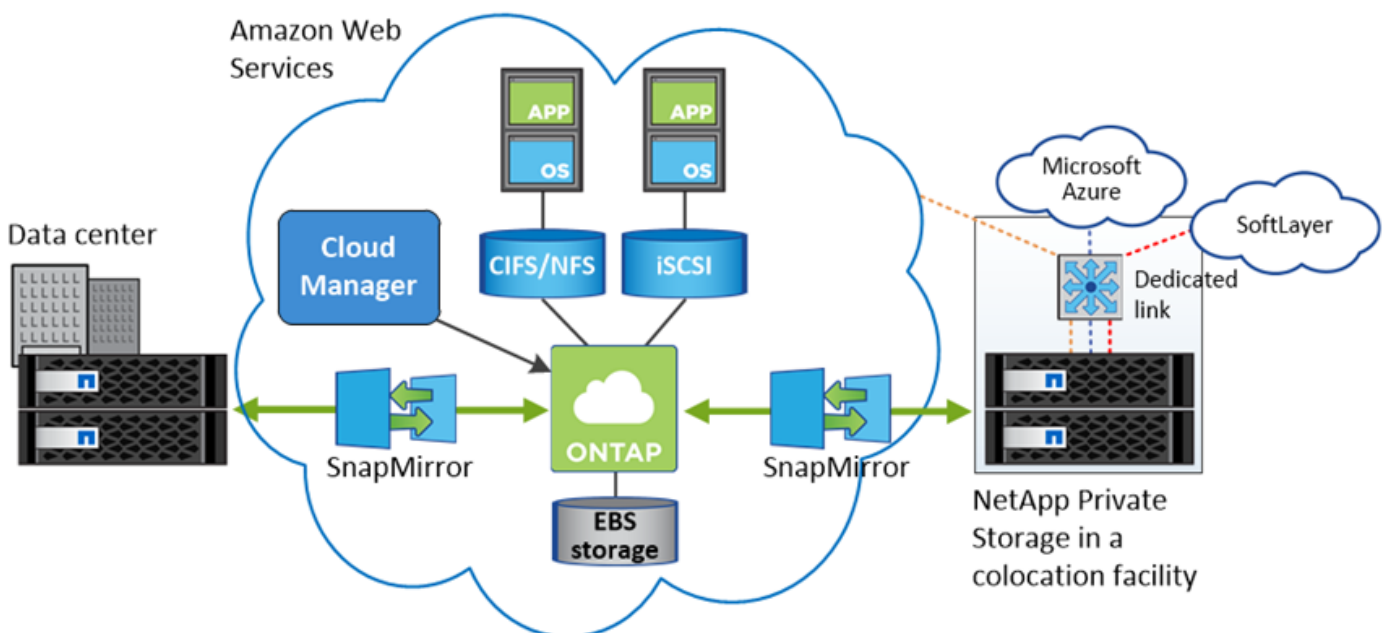 Amazon Web
Services
APP
OS
APP
OS
Microsoft
Azure
SoftLayer
Data center
Cloud
Manager
CIFS/NFS
iSCSI
Dedicated
link
ONTAP
SnapMirror
SnapMirror
EBS
storage
NetApp Private
Storage in a
colocation facility